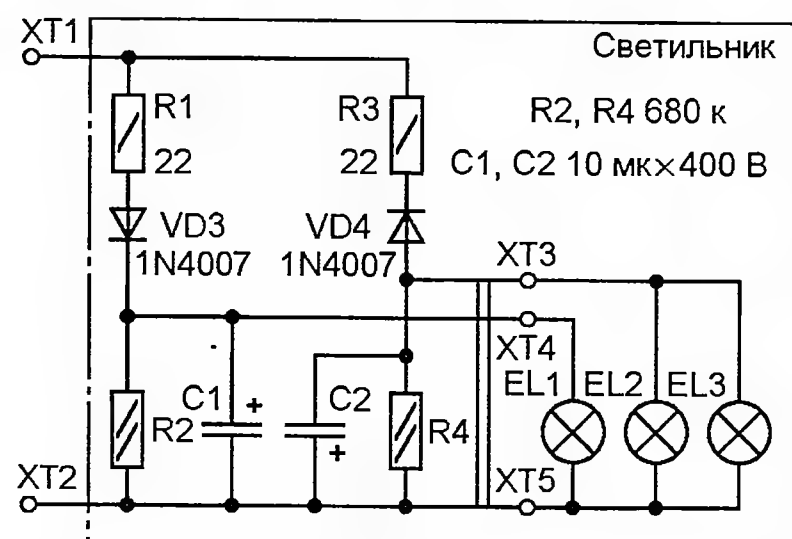 XT1
Светильник
R1
R3
R2, R4 680 к
22
22
C1, C2 10 мк×400 В
VD3
VD4
1N4007
1N4007
XT3
XT4
EL1
EL2
EL3
C1
+
C2
R2
+
R4
XT2
XT5